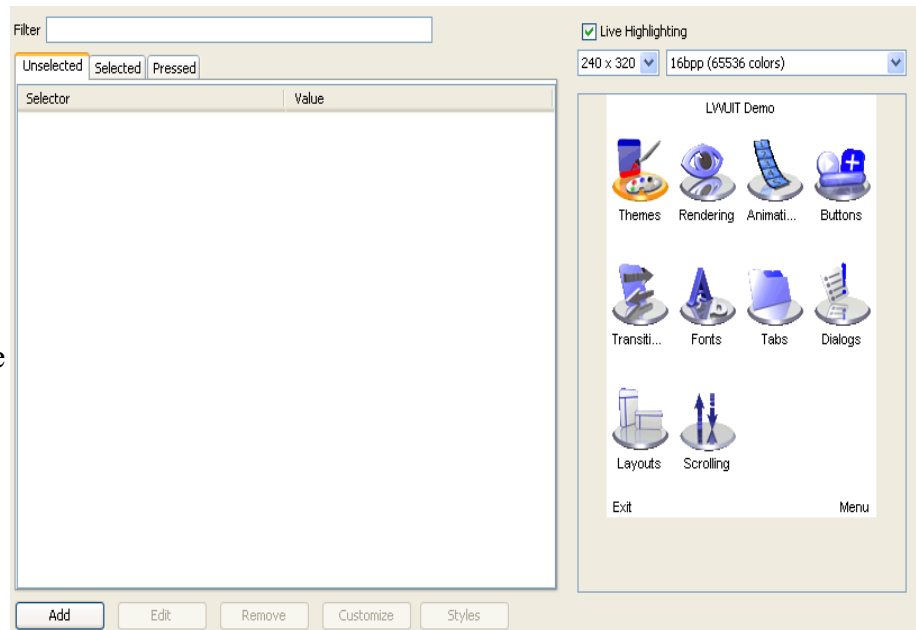 Filter
Live Highlighting
Unselected Selected Pressed
240 x 320 16bpp (65536 colors)
Selector Value
LWUIT Demo
Themes Rendering Animati... Buttons
Transiti... Fonts Tabs Dialogs
e
Layouts Scrolling
Exit Menu
Add Edit Remove Customize Styles